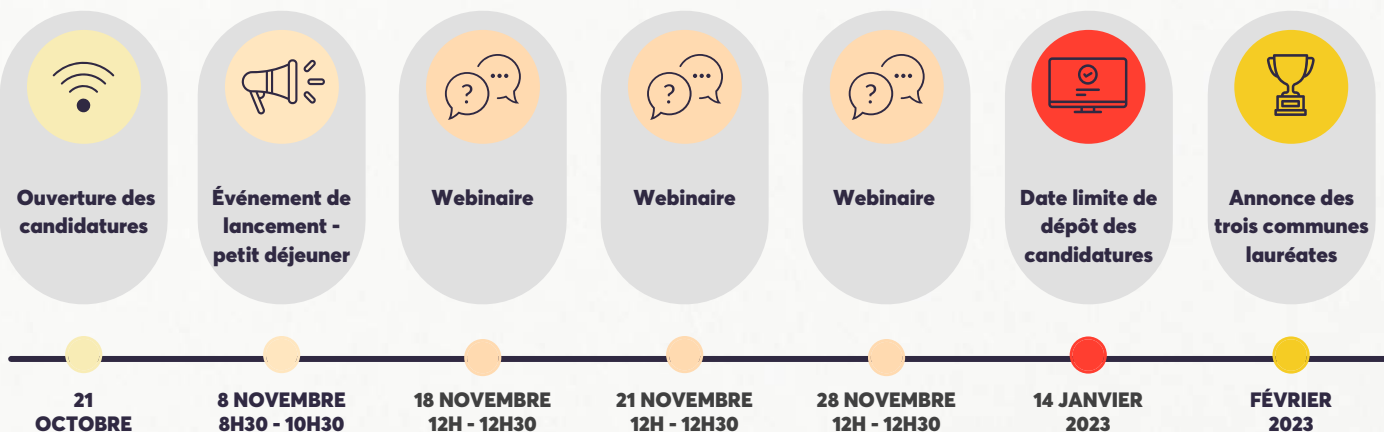 Ouverture des
candidatures
Événement de
lancement -
petit déjeuner
Webinaire
Webinaire
Webinaire
Date limite de
dépôt des
candidatures
Annonce des
trois communes
lauréates
21
OCTOBRE
8 NOVEMBRE
8H30 - 10H30
18 NOVEMBRE
12H - 12H30
21 NOVEMBRE
12H - 12H30
28 NOVEMBRE
12H - 12H30
14 JANVIER
2023
FÉVRIER
2023